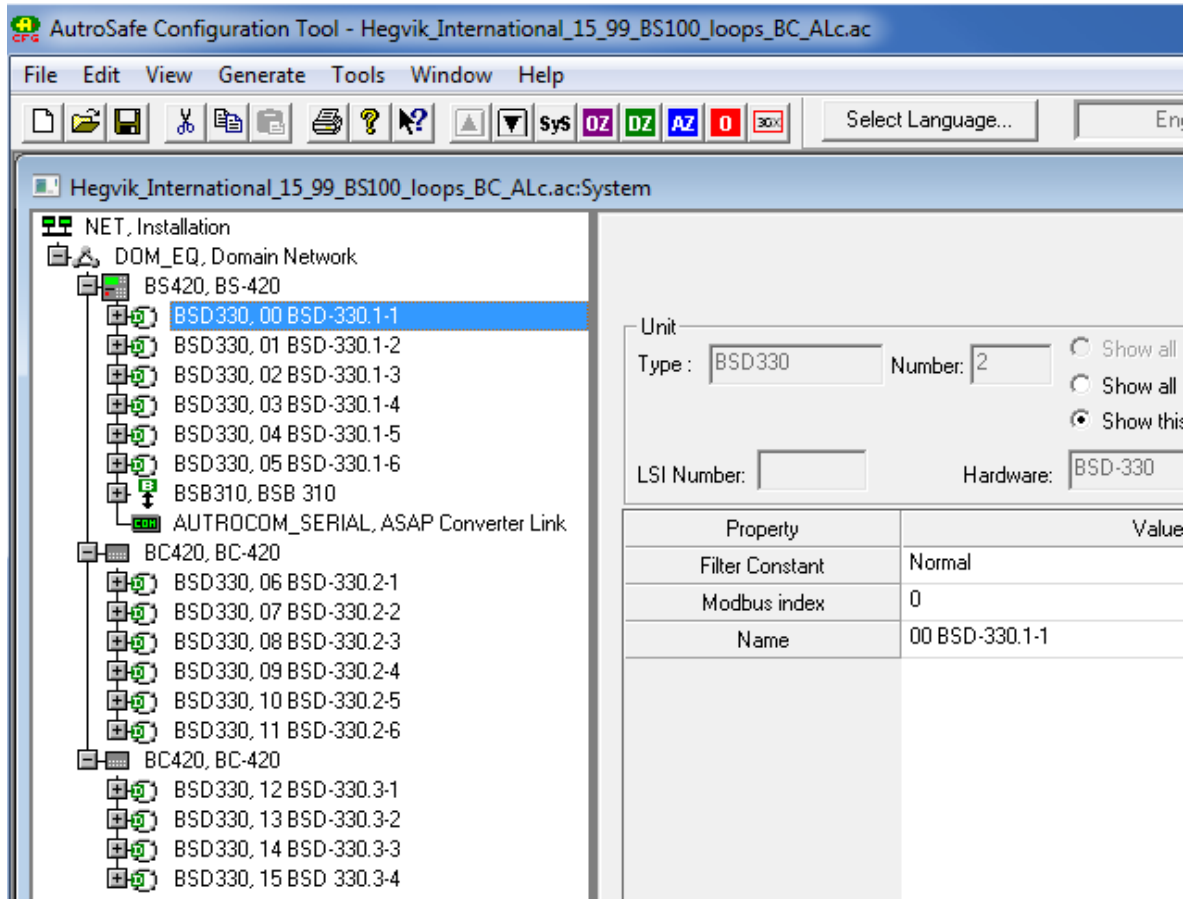 AutroSafe Configuration Tool - Hegvik_International_15_99_BS100_loops_BC_ALc.ac
CFG
File Edit View Generate Tools Window Help
SyS OZ DZ AZ 0 3GX Select Language... Eng
Hegvik_International_15_99_BS100_loops_BC_ALc.ac:System
NET, Installation
DOM_EQ, Domain Network
BS420, BS-420
BSD330, 00 BSD-330.1-1
BSD330, 01 BSD-330.1-2
BSD330, 02 BSD-330.1-3
BSD330, 03 BSD-330.1-4
BSD330, 04 BSD-330.1-5
BSD330, 05 BSD-330.1-6
BSB310, BSB 310
COM AUTROCOM_SERIAL, ASAP Converter Link
BC420, BC-420
BSD330, 06 BSD-330.2-1
BSD330, 07 BSD-330.2-2
BSD330, 08 BSD-330.2-3
BSD330, 09 BSD-330.2-4
BSD330, 10 BSD-330.2-5
BSD330, 11 BSD-330.2-6
BC420, BC-420
BSD330, 12 BSD-330.3-1
BSD330, 13 BSD-330.3-2
BSD330, 14 BSD-330.3-3
BSD330, 15 BSD 330.3-4
Unit
Type : BSD330 Number: 2
Show all
Show all
Show this
LSI Number: Hardware: BSD-330
Property Value
Filter Constant Normal
Modbus index 0
Name 00 BSD-330.1-1